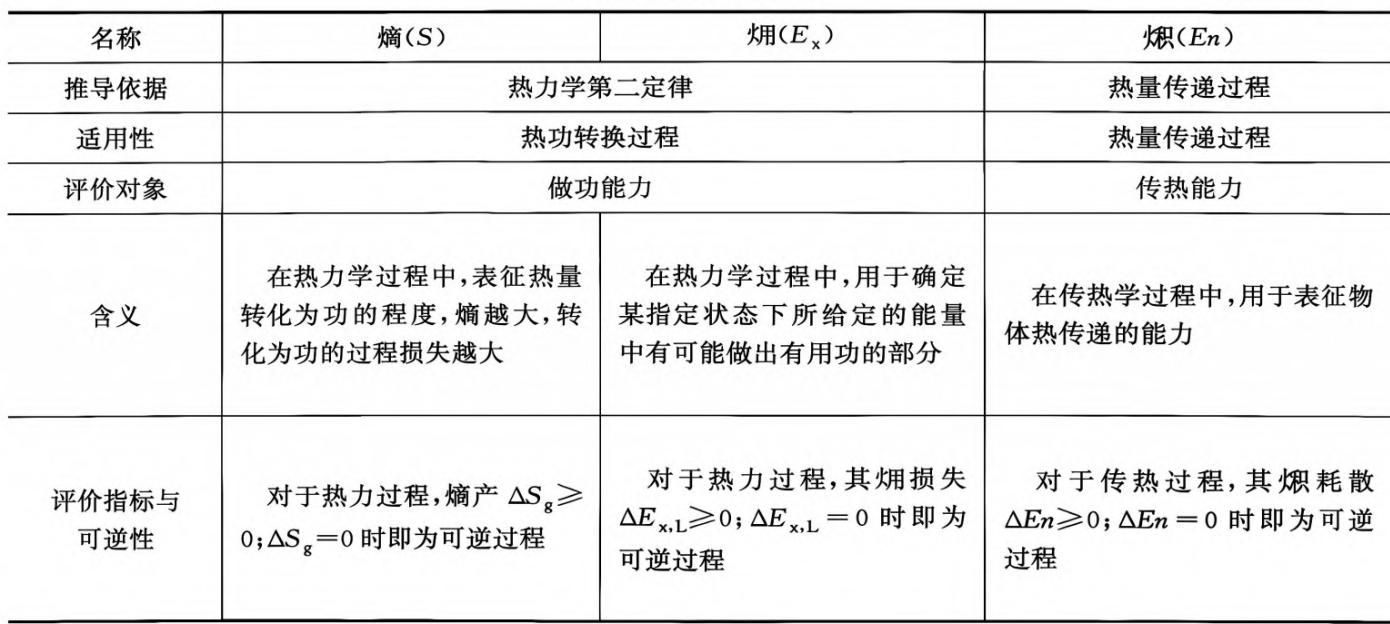 名称
熵(S)
㶲(Eₓ)
火积(En)
推导依据
热力学第二定律
热量传递过程
适用性
热功转换过程
热量传递过程
评价对象
做功能力
传热能力
含义
在热力学过程中,表征热量
转化为功的程度,熵越大,转
化为功的过程损失越大
在热力学过程中,用于确定
某指定状态下所给定的能量
中有可能做出有用功的部分
在传热学过程中,用于表征物
体热传递的能力
评价指标与
可逆性
对于热力过程,熵产 ΔS_g≥
0;ΔS_g=0 时即为可逆过程
对于热力过程,其㶲损失
ΔE_x,L≥0;ΔE_x,L=0 时即为
可逆过程
对于传热过程,其火积耗散
ΔEn≥0;ΔEn=0 时即为可逆
过程